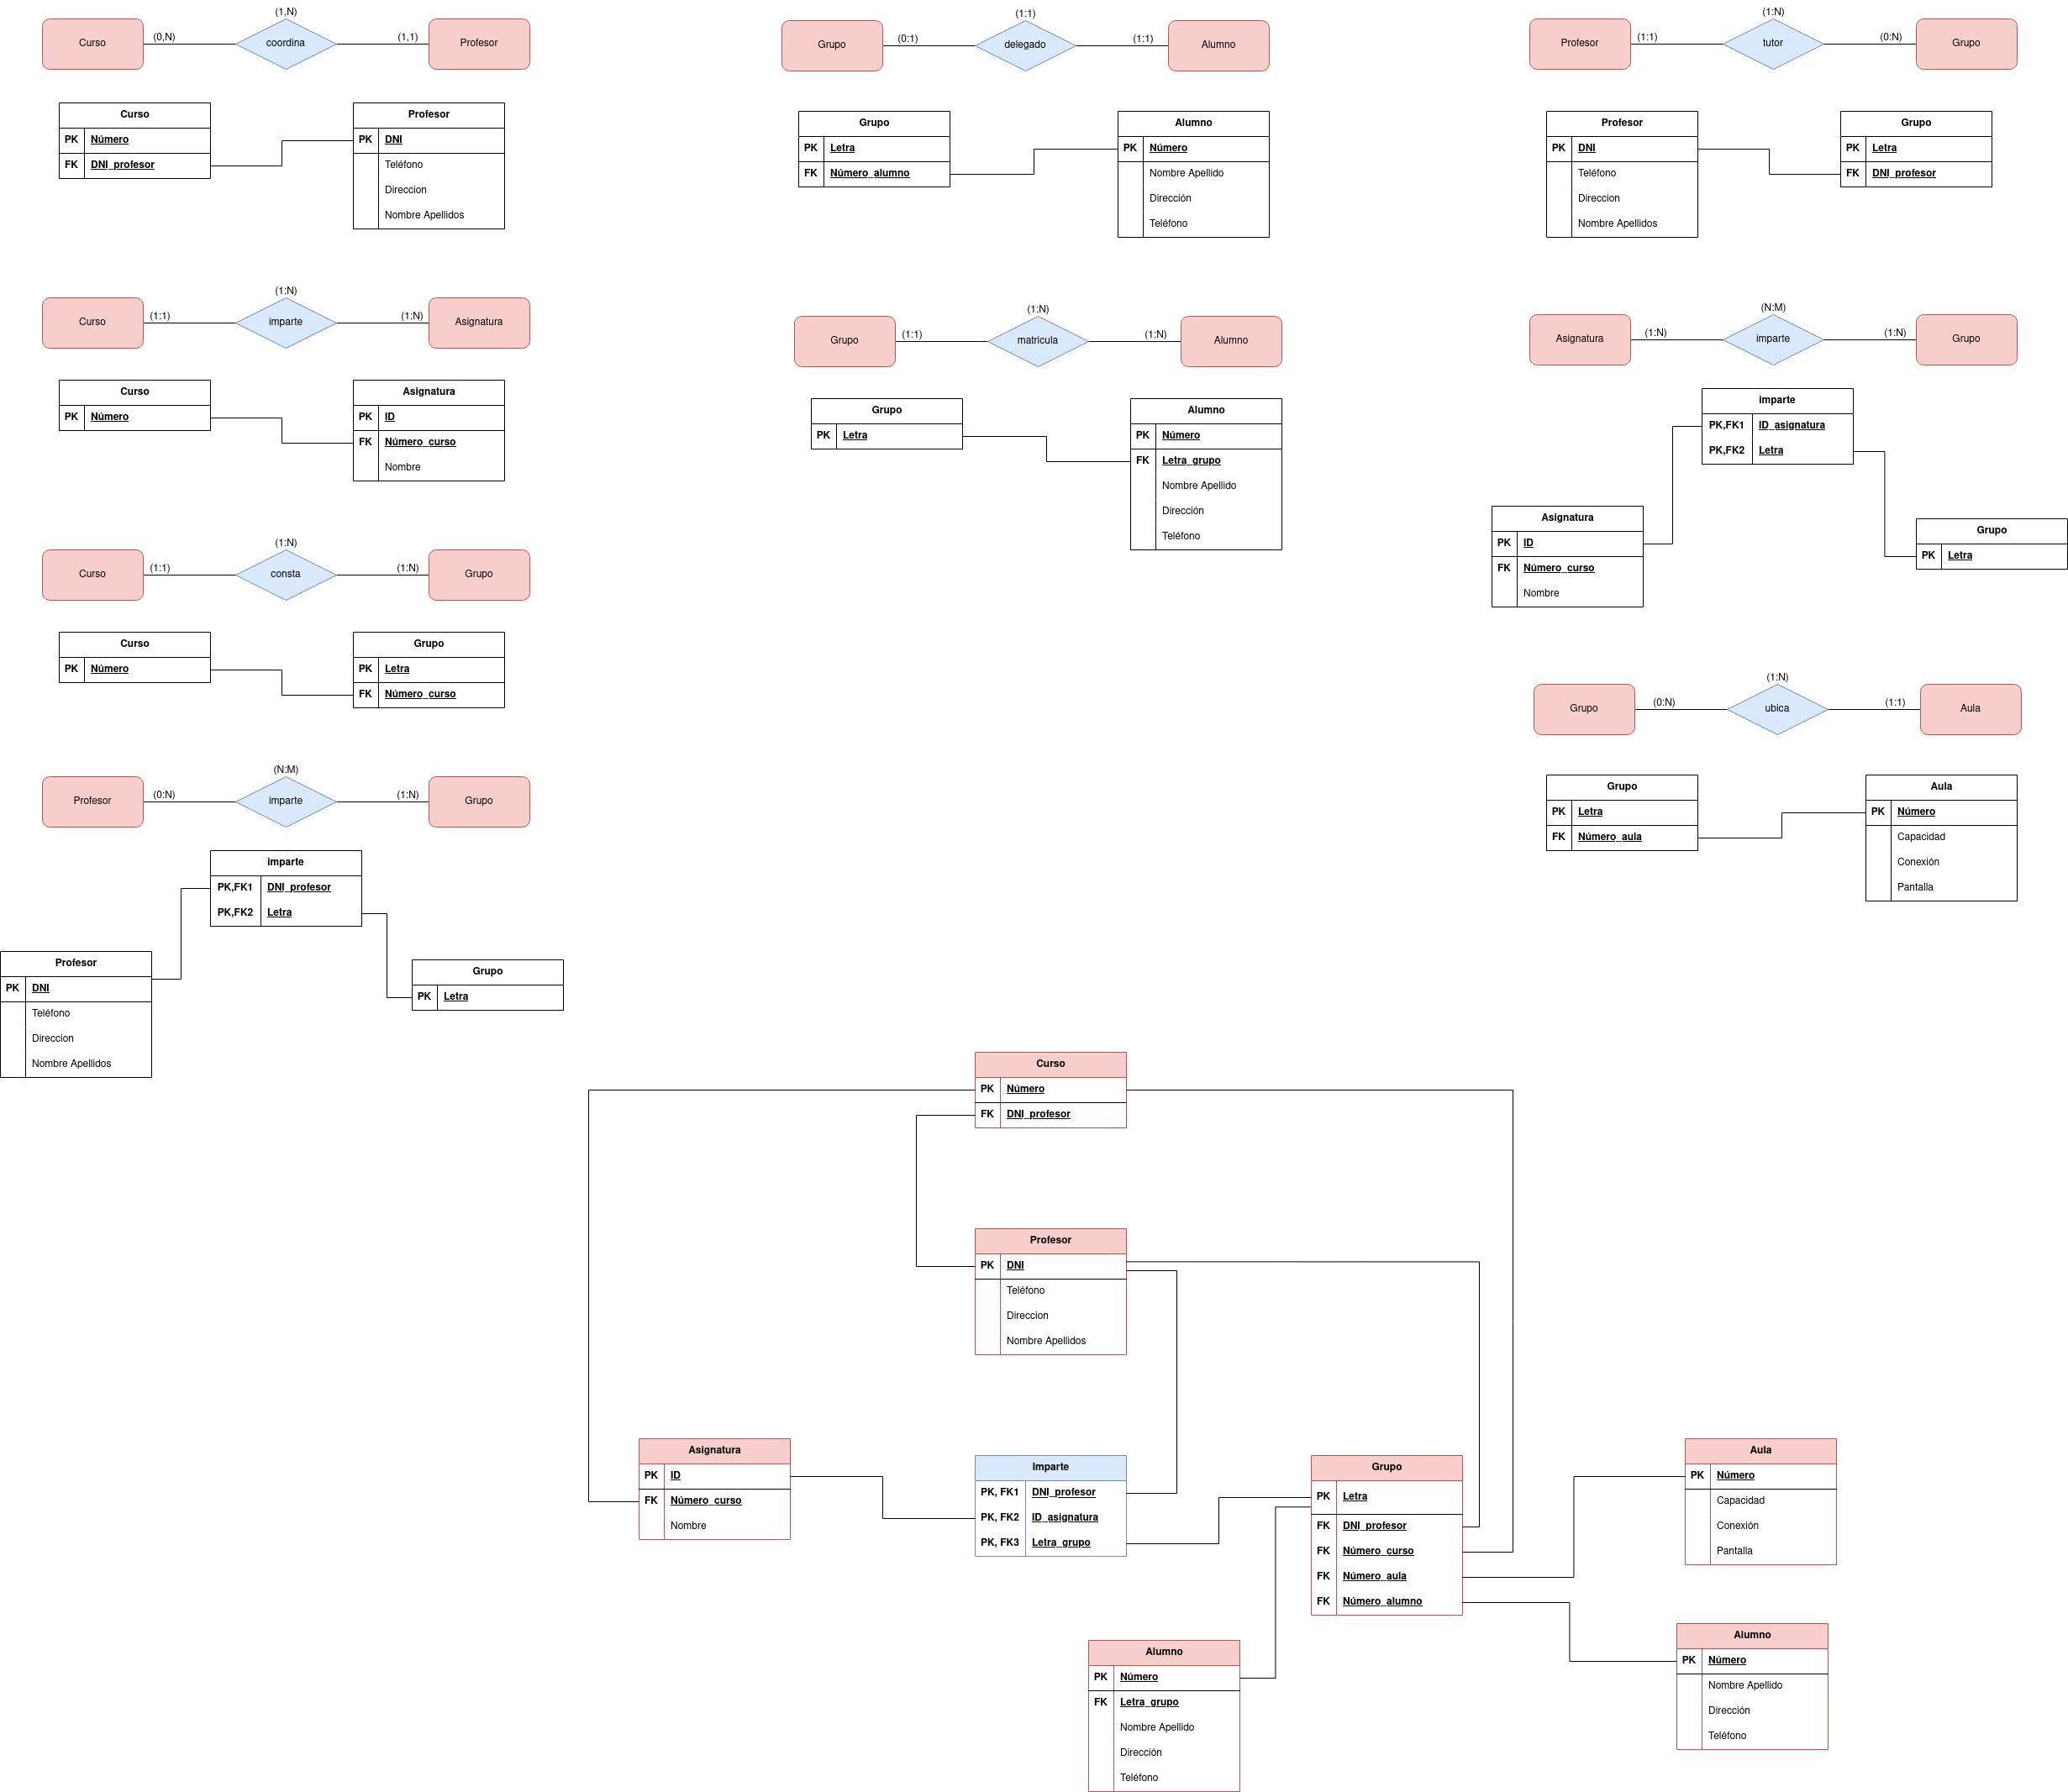 (1,N)
Curso
(0,N)
coordina
(1,1)
Profesor
Curso
PK Número
FK DNI_profesor
Profesor
PK DNI
Teléfono
Direccion
Nombre Apellidos
(1:1)
Grupo
(0:1)
delegado
(1:1)
Alumno
Grupo
PK Letra
FK Número_alumno
Alumno
PK Número
Nombre Apellido
Dirección
Teléfono
(1:N)
Profesor
(1:1)
tutor
(0:N)
Grupo
Profesor
PK DNI
Teléfono
Direccion
Nombre Apellidos
Grupo
PK Letra
FK DNI_profesor
(1:N)
Curso
(1:1)
imparte
(1:N)
Asignatura
Curso
PK Número
Asignatura
PK ID
FK Número_curso
Nombre
(1:N)
Grupo
(1:1)
matricula
(1:N)
Alumno
Grupo
PK Letra
Alumno
PK Número
FK Letra_grupo
Nombre Apellido
Dirección
Teléfono
(N:M)
Asignatura
(1:N)
imparte
(1:N)
Grupo
imparte
PK,FK1 ID_asignatura
PK,FK2 Letra
Asignatura
PK ID
FK Número_curso
Nombre
Grupo
PK Letra
(1:N)
Curso
(1:1)
consta
(1:N)
Grupo
Curso
PK Número
Grupo
PK Letra
FK Número_curso
(1:N)
Grupo
(0:N)
ubica
(1:1)
Aula
Grupo
PK Letra
FK Número_aula
Aula
PK Número
Capacidad
Conexión
Pantalla
(N:M)
Profesor
(0:N)
imparte
(1:N)
Grupo
imparte
PK,FK1 DNI_profesor
PK,FK2 Letra
Profesor
PK DNI
Teléfono
Direccion
Nombre Apellidos
Grupo
PK Letra
Curso
PK Número
FK DNI_profesor
Profesor
PK DNI
Teléfono
Direccion
Nombre Apellidos
Asignatura
PK ID
FK Número_curso
Nombre
Imparte
PK, FK1 DNI_profesor
PK, FK2 ID_asignatura
PK, FK3 Letra_grupo
Grupo
PK Letra
FK DNI_profesor
FK Número_curso
FK Número_aula
FK Número_alumno
Aula
PK Número
Capacidad
Conexión
Pantalla
Alumno
PK Número
FK Letra_grupo
Nombre Apellido
Dirección
Teléfono
Alumno
PK Número
Nombre Apellido
Dirección
Teléfono